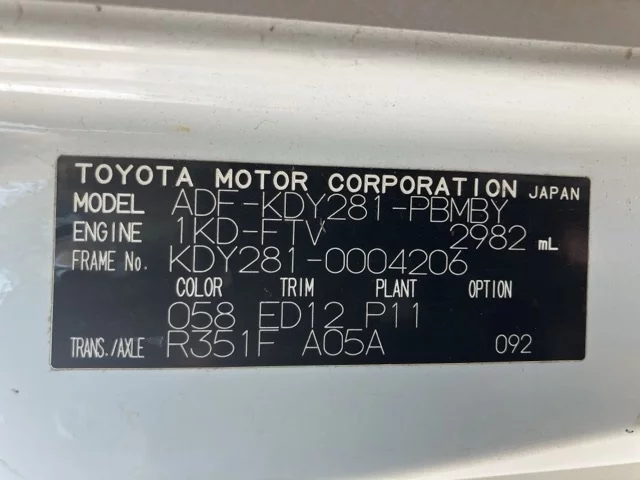 TOYOTA MOTOR CORPORATION JAPAN
MODEL ADF-KDY281-PBMBY
ENGINE 1KD-FTV 2982 mL
FRAME No. KDY281-0004206
COLOR TRIM PLANT OPTION
058 ED12 P11
TRANS./AXLE R351F A05A 092